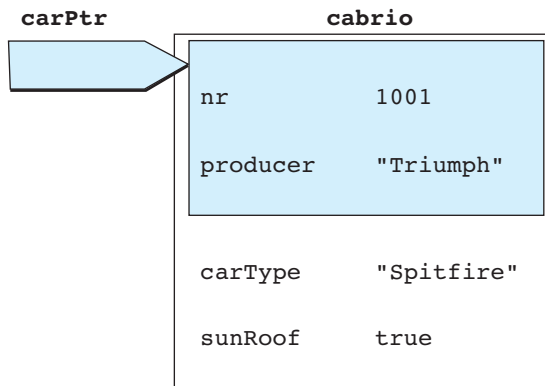 carPtr cabrio
nr 1001
producer "Triumph"
carType "Spitfire"
sunRoof true